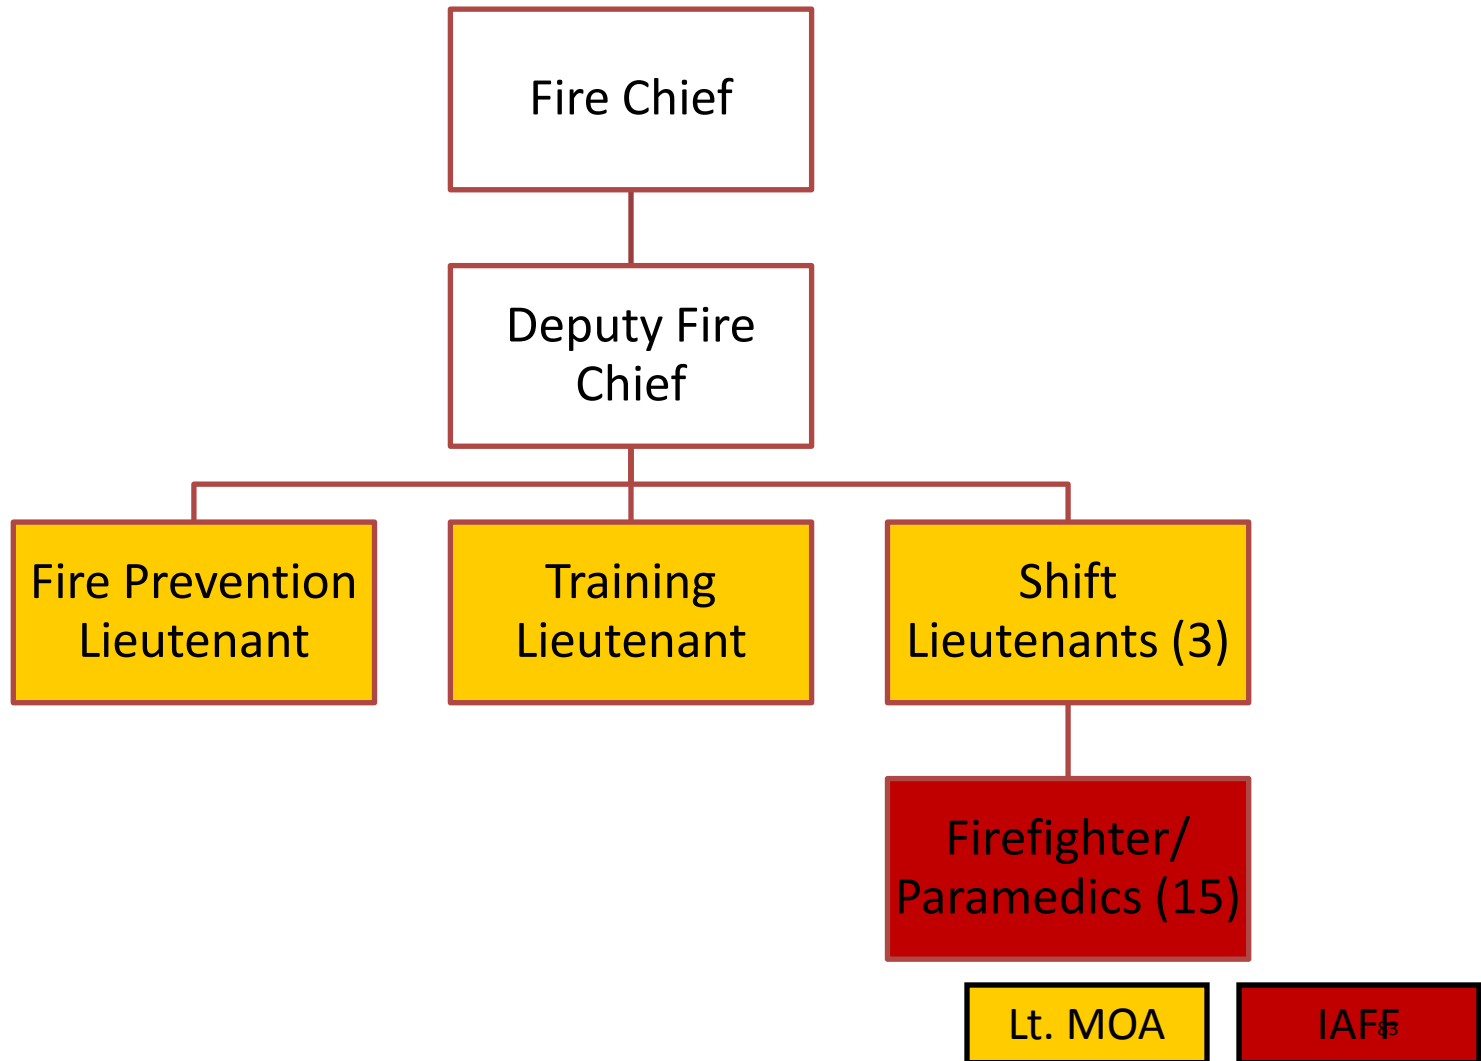 Fire Chief
Deputy Fire
Chief
Fire Prevention
Lieutenant
Training
Lieutenant
Shift
Lieutenants (3)
Firefighter/
Paramedics (15)
Lt. MOA
IAFF
83